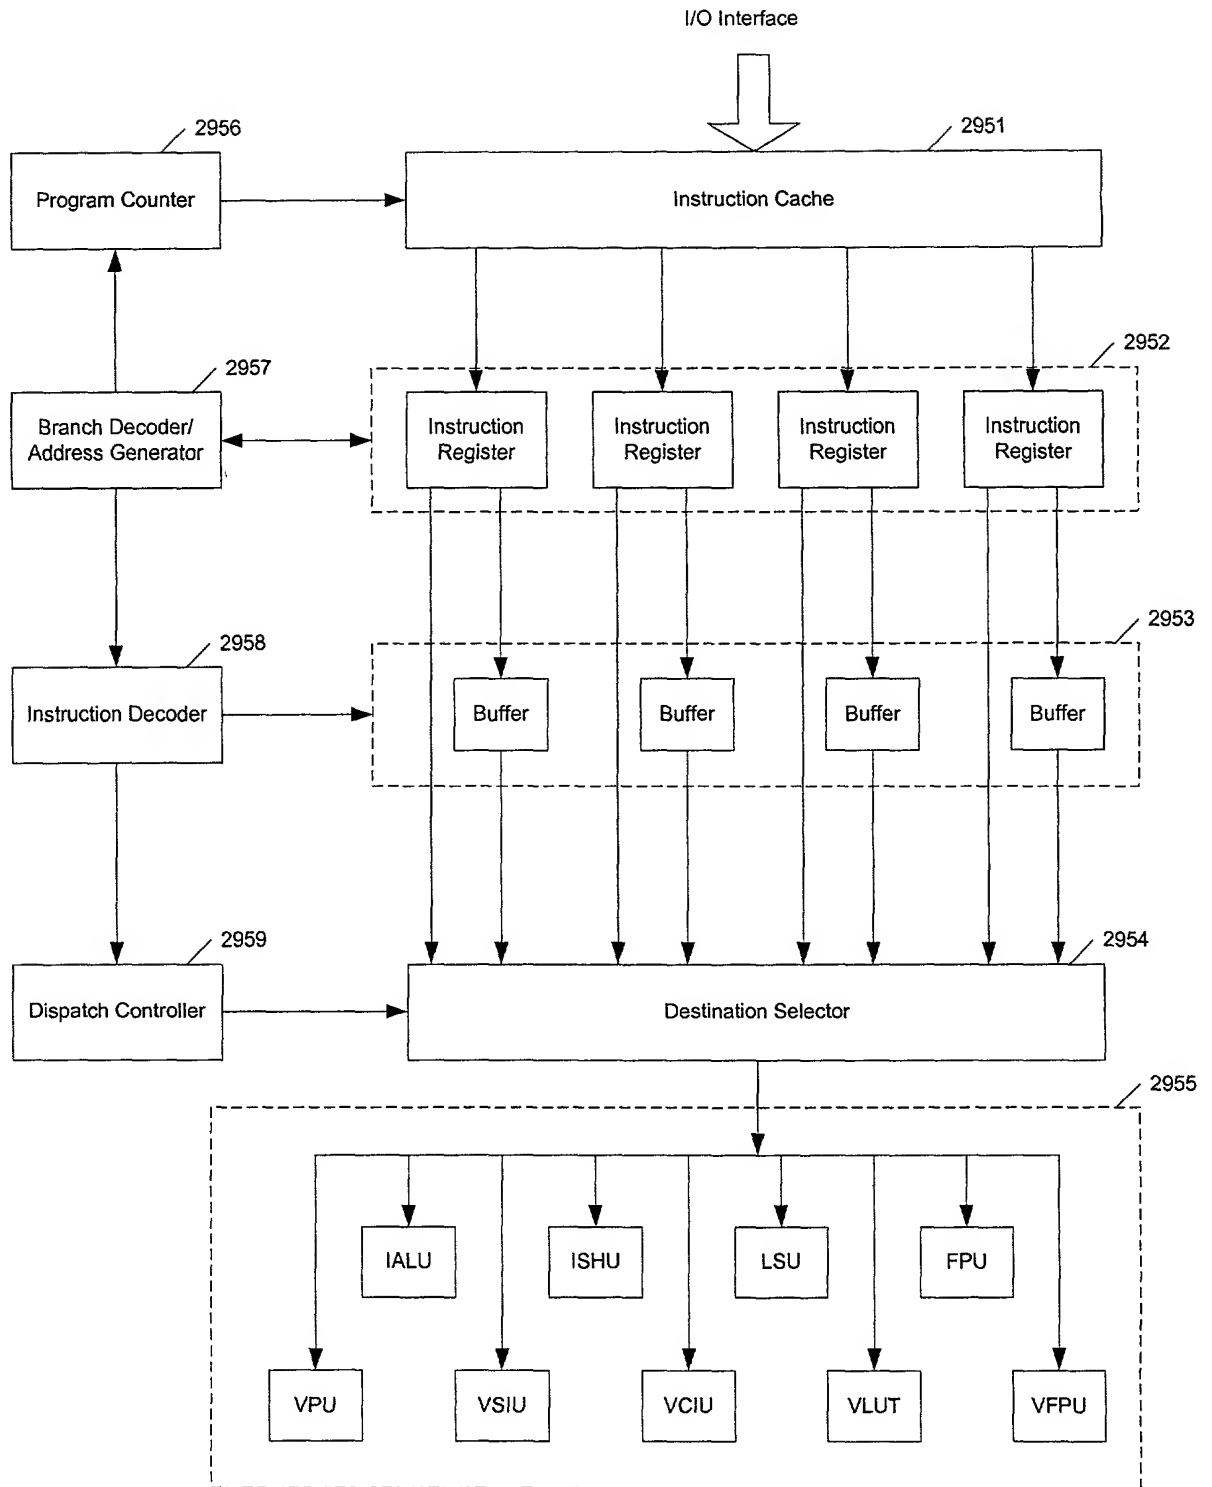 I/O Interface
2956
2951
Program Counter
Instruction Cache
2952
2957
Branch Decoder/
Address Generator
Instruction
Register
Instruction
Register
Instruction
Register
Instruction
Register
2953
2958
Instruction Decoder
Buffer
Buffer
Buffer
Buffer
2959
2954
Dispatch Controller
Destination Selector
2955
IALU
ISHU
LSU
FPU
VPU
VSIU
VCIU
VLUT
VFPU